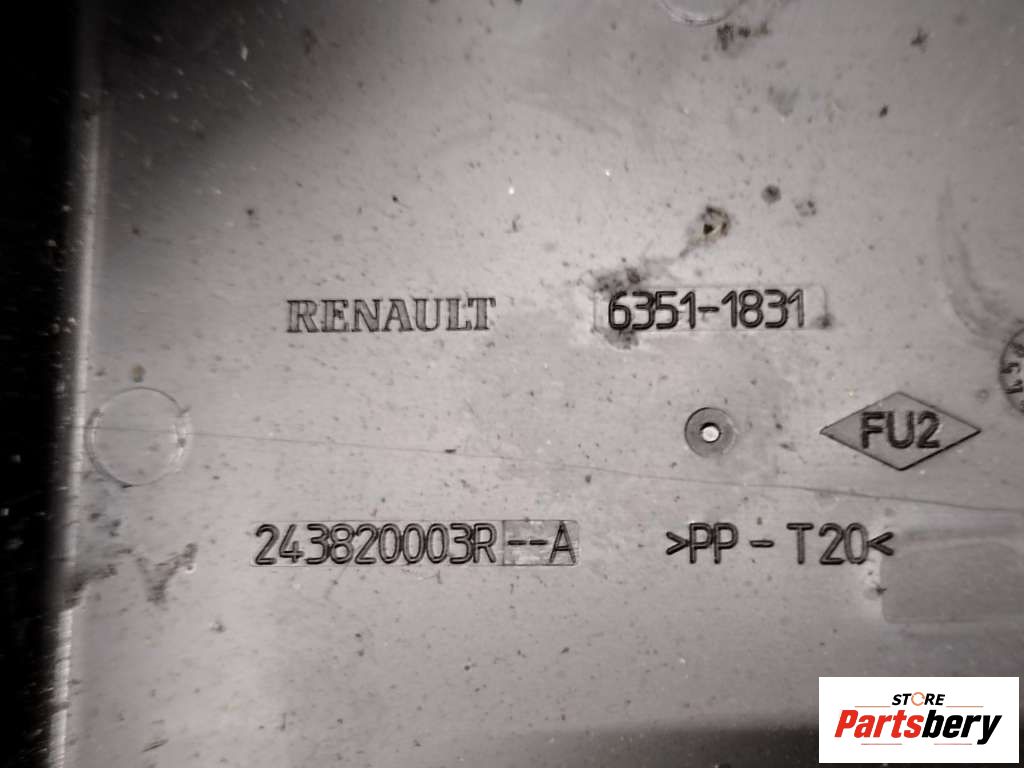 RENAULT
6351-1831
FU2
243820003R--A
>PP-T20<
STORE
Partsbery